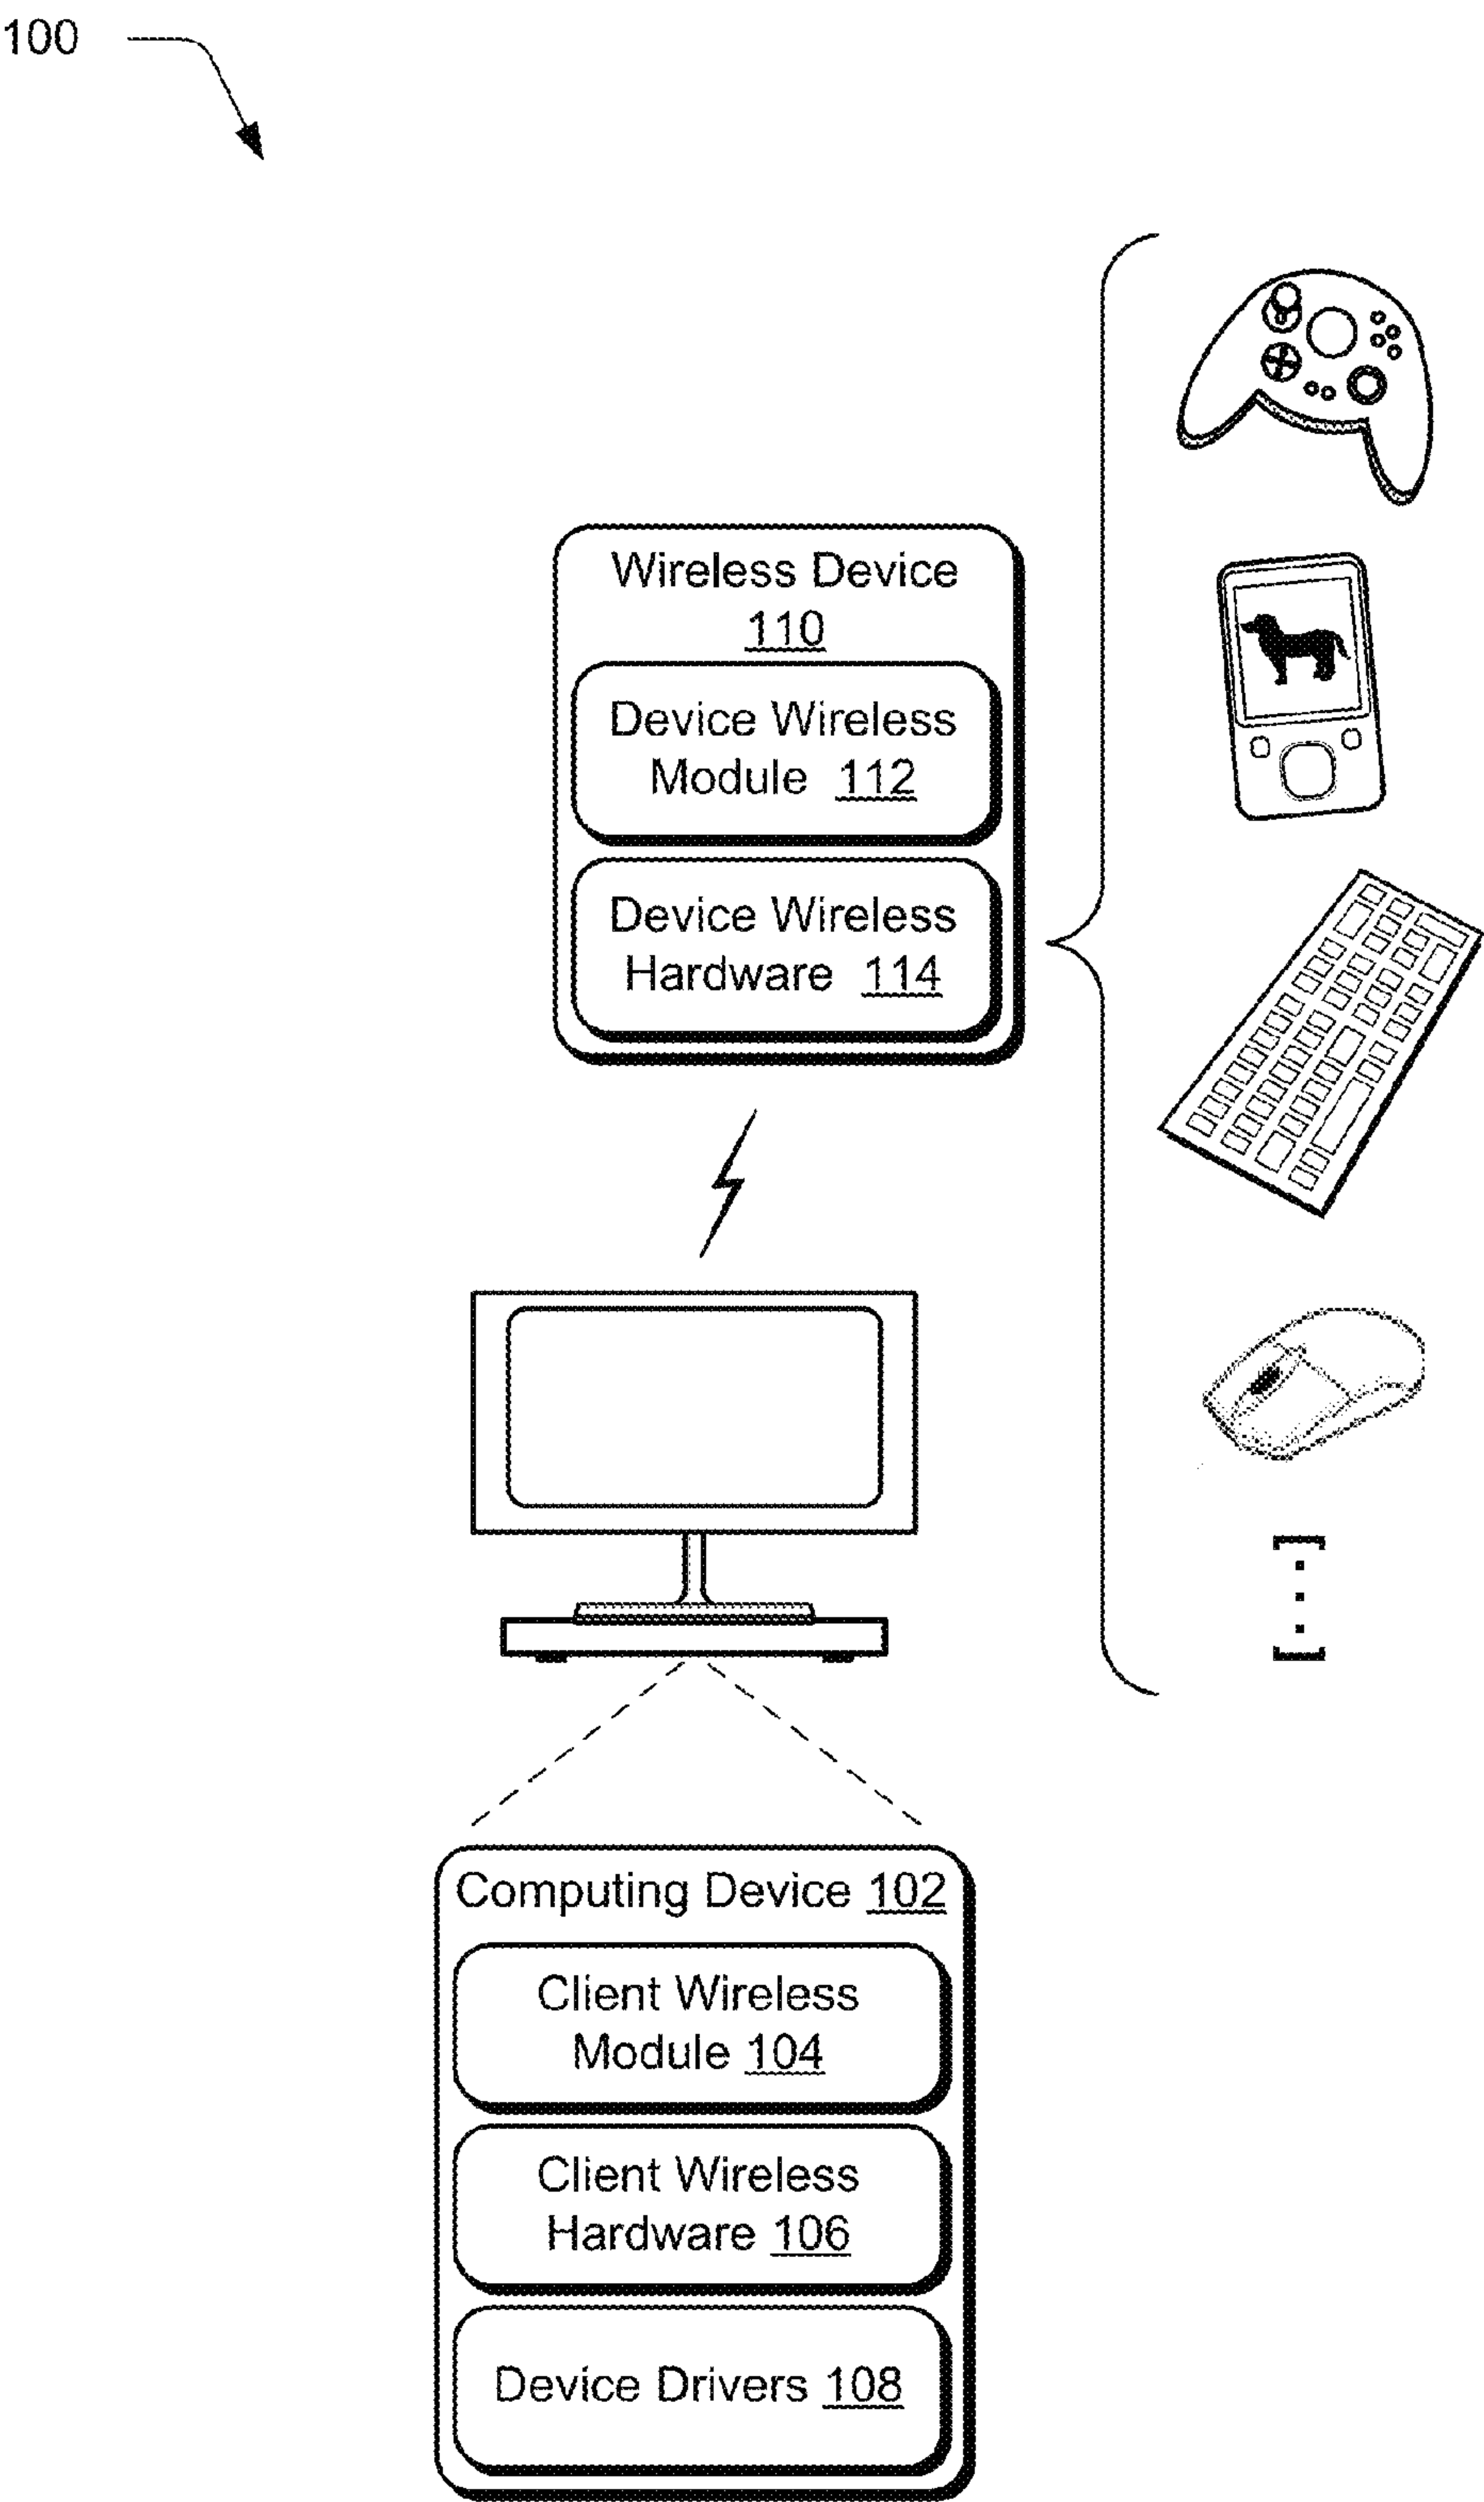 100
Wireless Device
110
Device Wireless
Module 112
Device Wireless
Hardware 114
Computing Device 102
Client Wireless
Module 104
Client Wireless
Hardware 106
Device Drivers 108